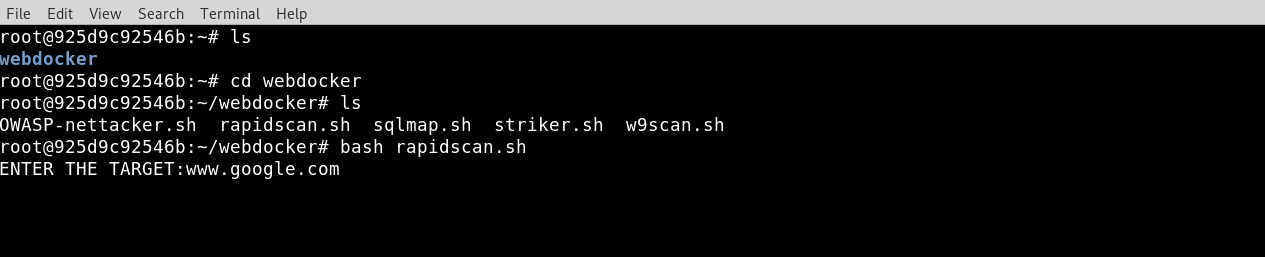 File Edit View Search Terminal Help
root@925d9c92546b:~# ls
webdocker
root@925d9c92546b:~# cd webdocker
root@925d9c92546b:~/webdocker# ls
OWASP-nettacker.sh  rapidscan.sh  sqlmap.sh  striker.sh  w9scan.sh
root@925d9c92546b:~/webdocker# bash rapidscan.sh
ENTER THE TARGET:www.google.com